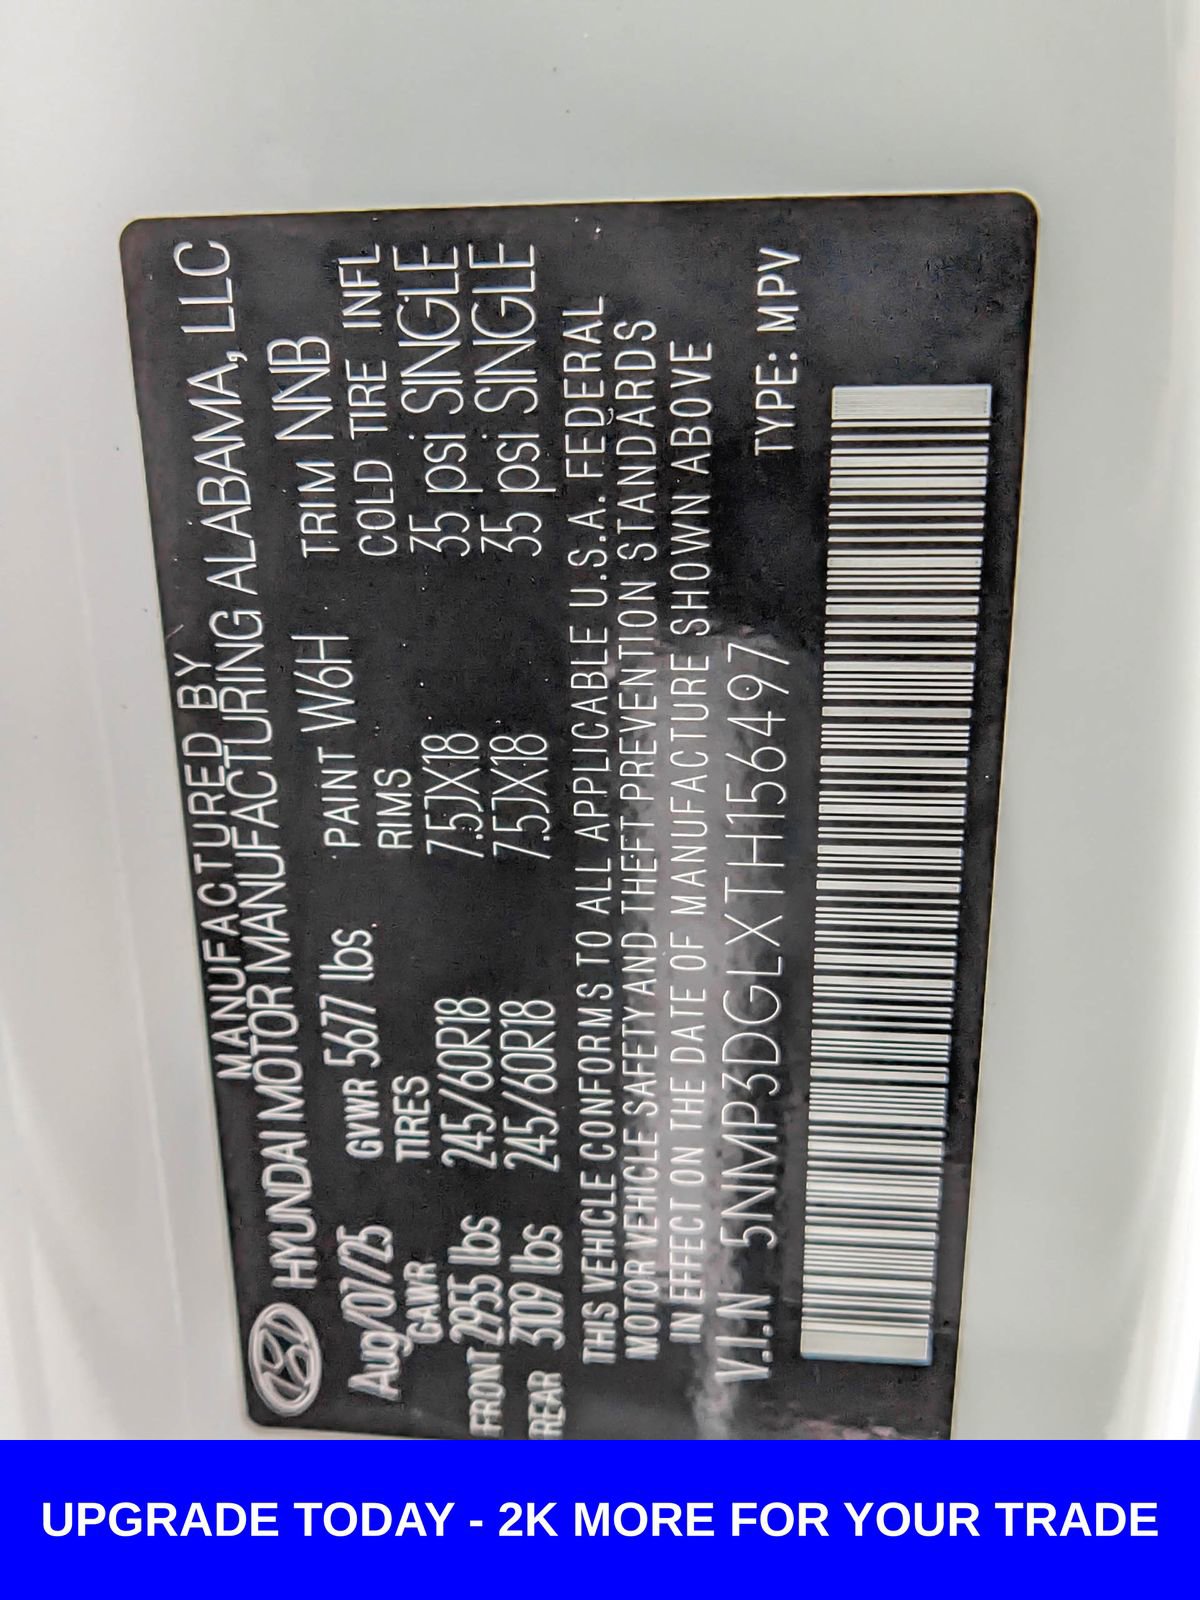 MANUFACTURED BY
HYUNDAI MOTOR MANUFACTURING ALABAMA, LLC
Aug/07/25 GVWR 5677 lbs PAINT W6H TRIM NNB
GAWR TIRES RIMS COLD TIRE INFL
FRONT 2955 lbs 245/60R18 7.5JX18 35 psi SINGLE
REAR 3109 lbs 245/60R18 7.5JX18 35 psi SINGLE
THIS VEHICLE CONFORMS TO ALL APPLICABLE U.S.A. FEDERAL
MOTOR VEHICLE SAFETY AND THEFT PREVENTION STANDARDS
IN EFFECT ON THE DATE OF MANUFACTURE SHOWN ABOVE
V.I.N 5NMP3DGLXTH156497 TYPE: MPV
UPGRADE TODAY - 2K MORE FOR YOUR TRADE